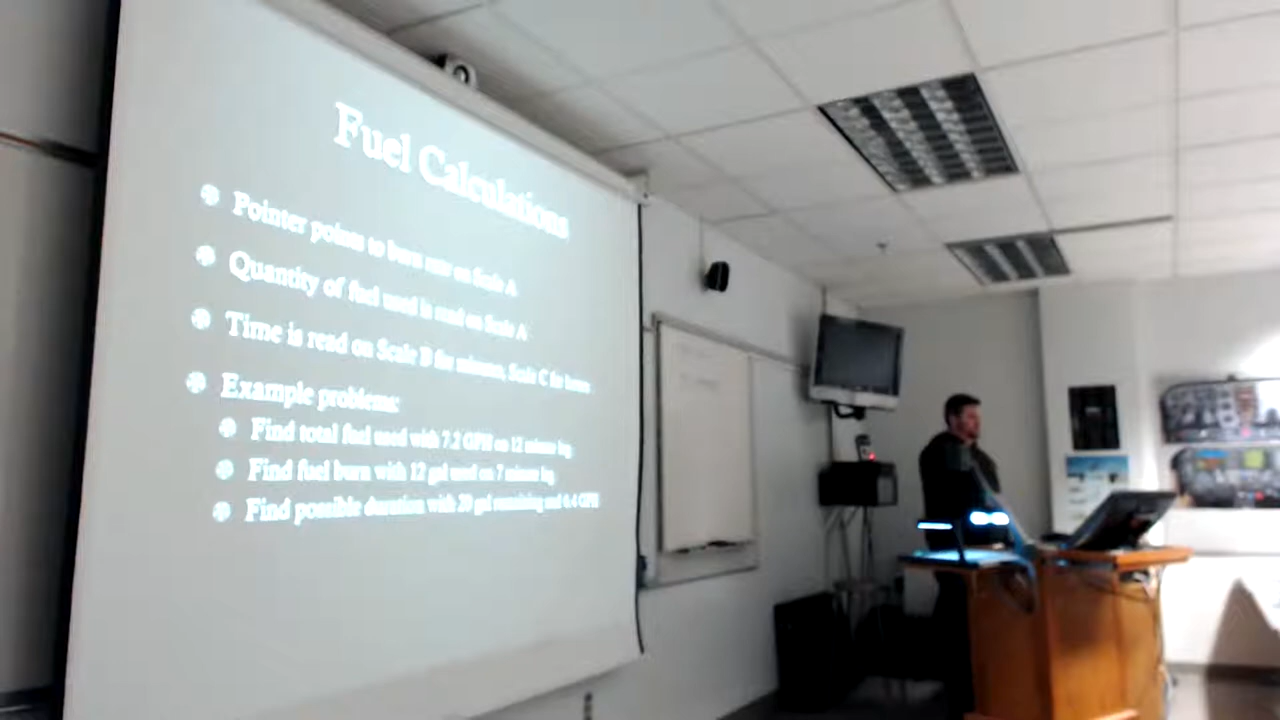 Fuel Calculations
Pointer points to burn rate on Scale A
Quantity of fuel used is read on Scale A
Time is read on Scale B for minutes, Scale C for hours
Example problems:
Find total fuel used with 7.2 GPH on 12 minute leg
Find fuel burn with 12 gal used on 7 minute leg
Find possible duration with 20 gal remaining and 6.4 GPH